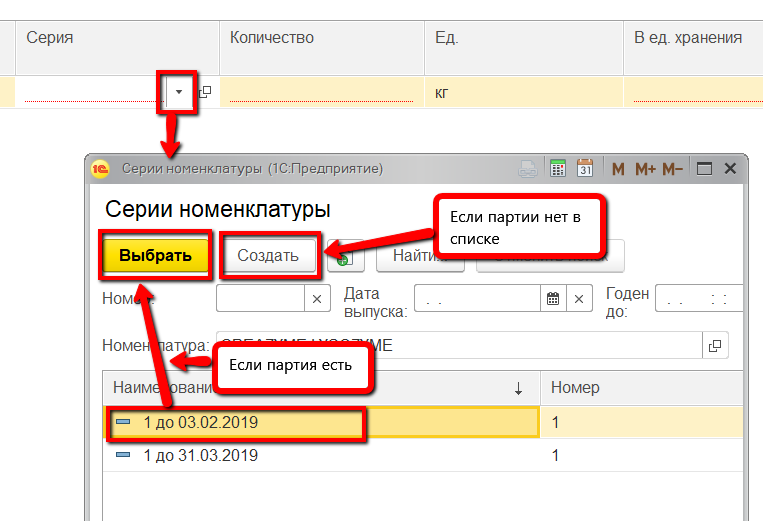 Серия Количество Ед. В ед. хранения
кг
1С Серии номенклатуры (1С:Предприятие) 31 M M+ M−
Серии номенклатуры
Если партии нет в
списке
Выбрать Создать Найти...
Номер: Дата
выпуска: . . Годен
до: . . : :
Номенклатура:
Если партия есть
Наименование ↓ Номер
1 до 03.02.2019 1
1 до 31.03.2019 1